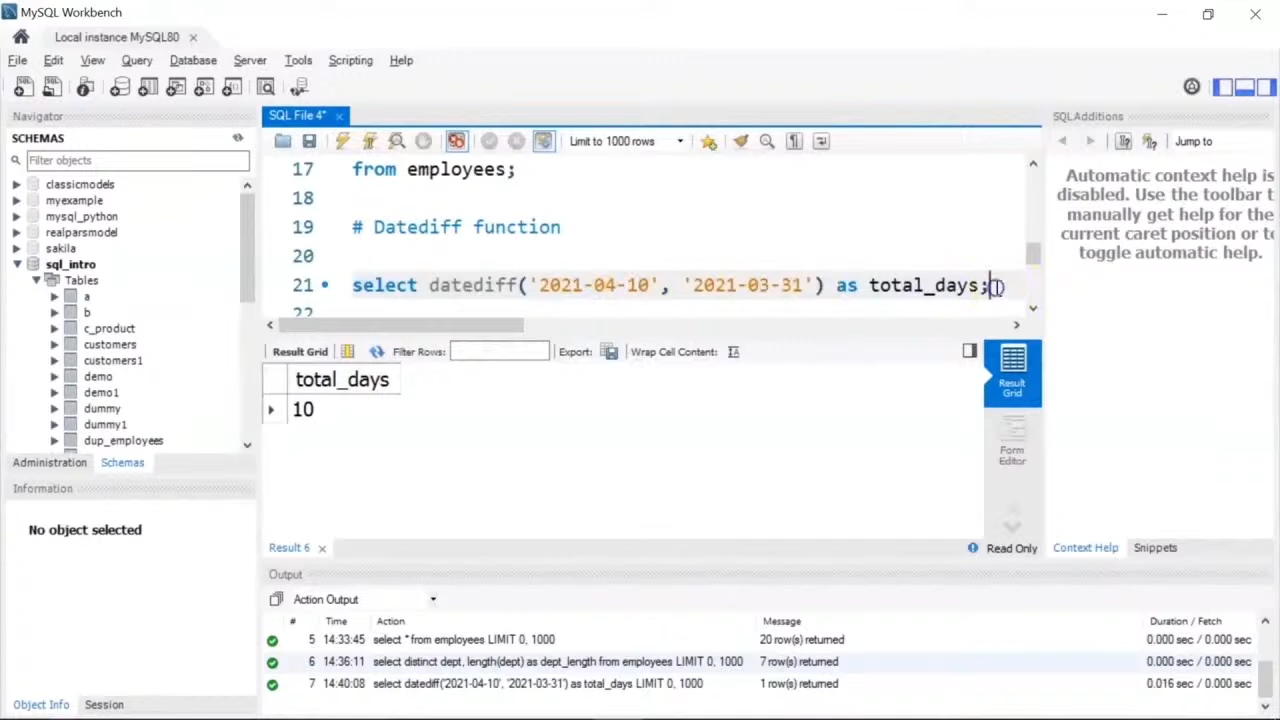 MySQL Workbench
Local instance MySQL80
File Edit View Query Database Server Tools Scripting Help
Navigator
SCHEMAS
Filter objects
classicmodels
myexample
mysql_python
realparsmodel
sakila
sql_intro
Tables
a
b
c_product
customers
customers1
demo
demo1
dummy
dummy1
dup_employees
Administration Schemas
Information
No object selected
Object Info Session
SQL File 4*
Limit to 1000 rows
17 from employees;
18
19 # Datediff function
20
21 select datediff('2021-04-10', '2021-03-31') as total_days;
22
Result Grid Filter Rows: Export: Wrap Cell Content:
total_days
10
Result Grid
Form Editor
Result 6
Read Only
Output
Action Output
# Time Action Message Duration / Fetch
5 14:33:45 select * from employees LIMIT 0, 1000 20 row(s) returned 0.000 sec / 0.000 sec
6 14:36:11 select distinct dept, length(dept) as dept_length from employees LIMIT 0, 1000 7 row(s) returned 0.000 sec / 0.000 sec
7 14:40:08 select datediff('2021-04-10', '2021-03-31') as total_days LIMIT 0, 1000 1 row(s) returned 0.016 sec / 0.000 sec
SQLAdditions
Jump to
Automatic context help is
disabled. Use the toolbar t
manually get help for the
current caret position or to
toggle automatic help.
Context Help Snippets